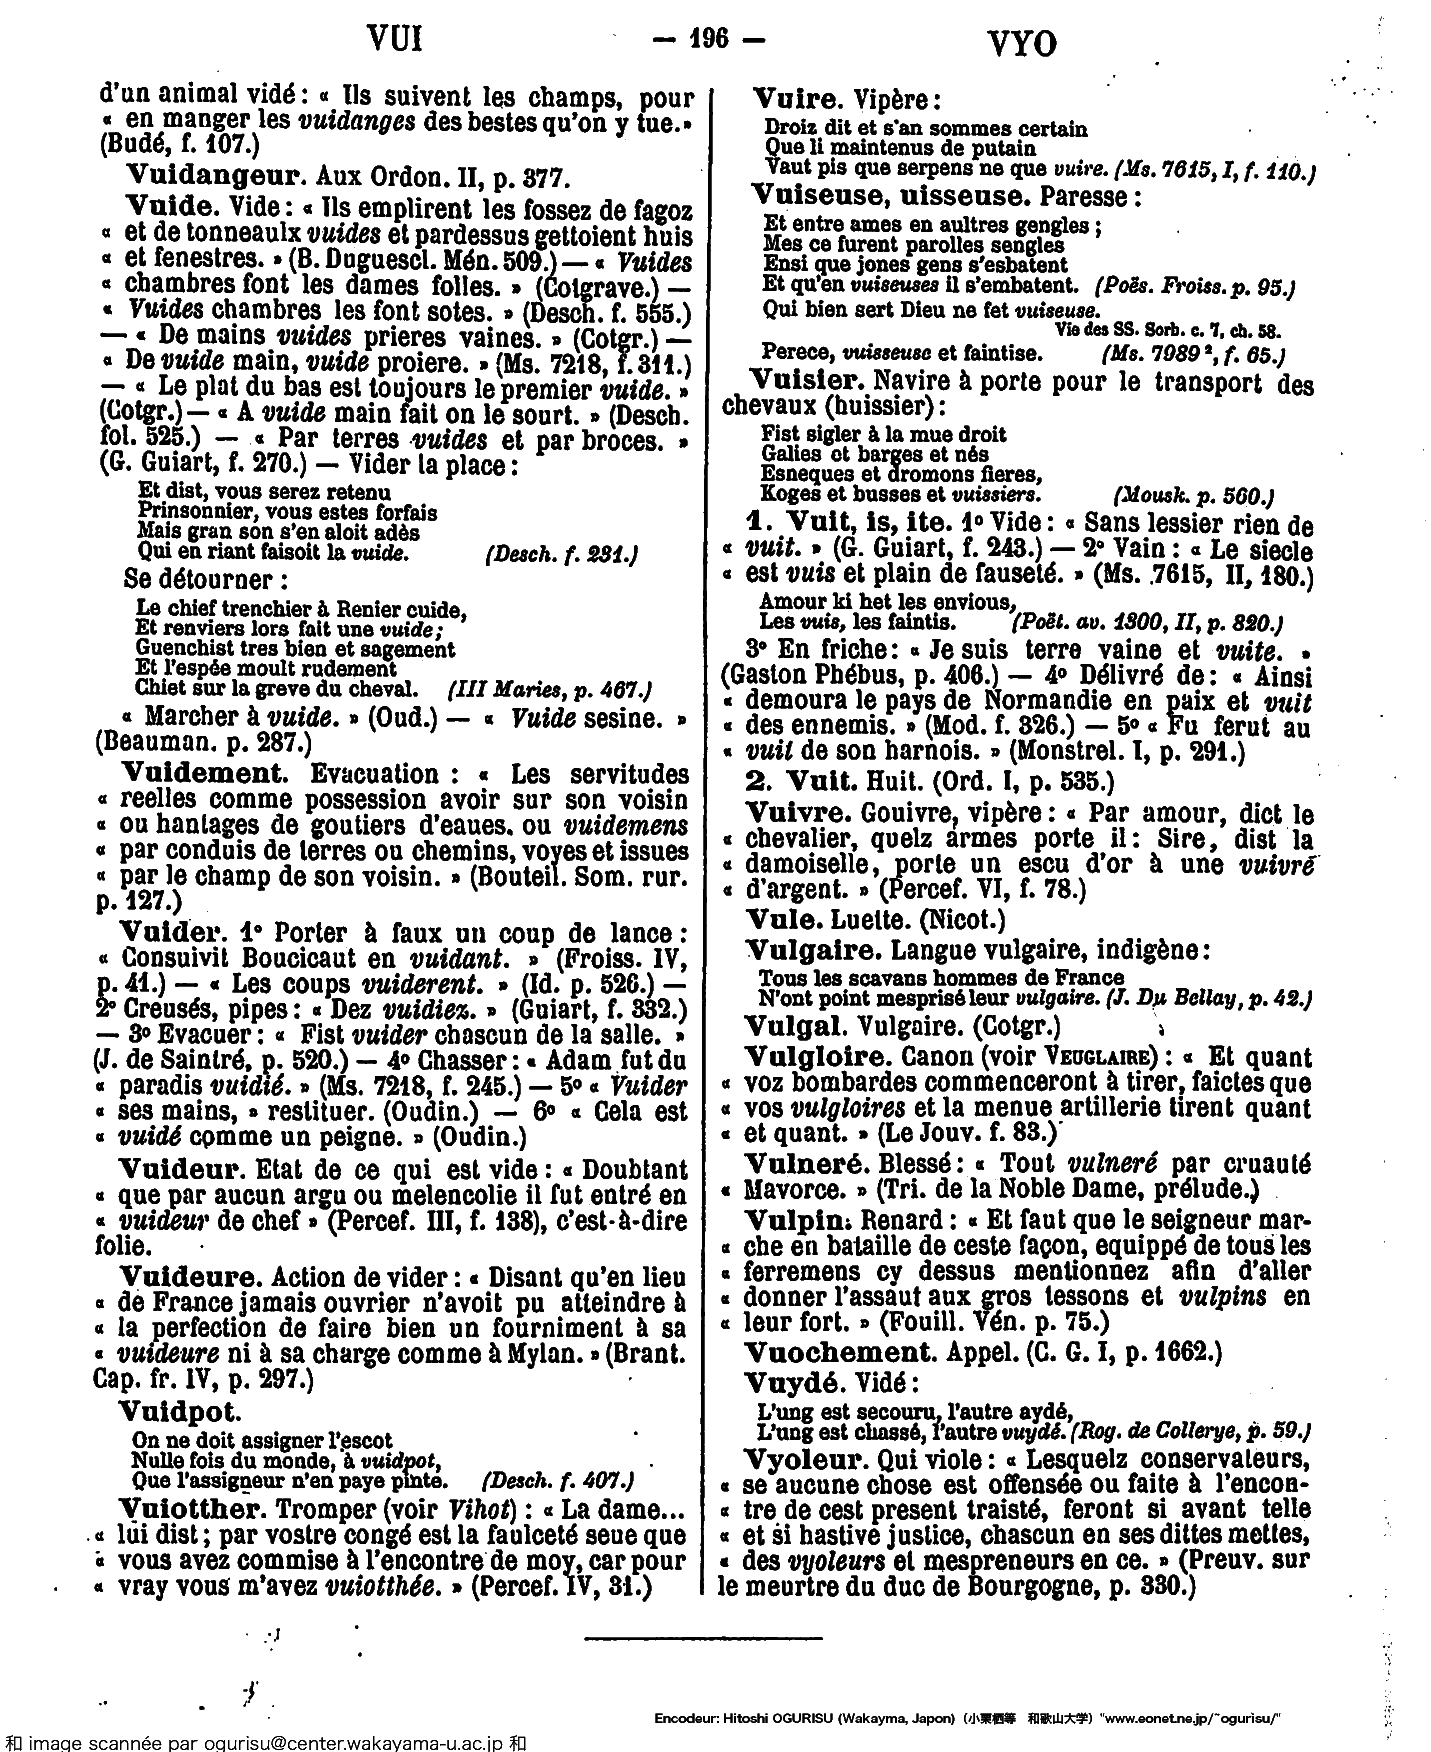 VUI
— 196 —
VYO
d'un animal vidé : « Ils suivent les champs, pour
« en manger les vuidanges des bestes qu'on y tue. »
(Budé, f. 107.)
Vuidangeur. Aux Ordon. II, p. 377.
Vuide. Vide : « Ils emplirent les fossez de fagoz
« et de tonneaulx vuides et pardessus gettoient huis
« et fenestres. » (B. Duguescl. Mén. 509.) — « Vuides
« chambres font les dames folles. » (Cotgrave.) —
« Vuides chambres les font sotes. » (Desch. f. 555.)
— « De mains vuides prieres vaines. » (Cotgr.) —
« De vuide main, vuide proiere. » (Ms. 7218, f. 311.)
— « Le plat du bas est toujours le premier vuide. »
(Cotgr.) — « A vuide main fait on le sourt. » (Desch.
fol. 525.) — « Par terres vuides et par broces. »
(G. Guiart, f. 270.) — Vider la place :
Et dist, vous serez retenu
Prinsonnier, vous estes forfais
Mais gran son s'en aloit adès
Qui en riant faisoit la vuide. (Desch. f. 231.)
Se détourner :
Le chief trenchier à Renier cuide,
Et renviers lors fait une vuide ;
Guenchist tres bien et sagement
Et l'espée moult rudement
Chiet sur la greve du cheval. (III Maries, p. 467.)
« Marcher à vuide. » (Oud.) — « Vuide sesine. »
(Beauman. p. 287.)
Vuidement. Evacuation : « Les servitudes
« reelles comme possession avoir sur son voisin
« ou hantages de goutiers d'eaues. ou vuidemens
« par conduis de terres ou chemins, voyes et issues
« par le champ de son voisin. » (Bouteil. Som. rur.
p. 127.)
Vuider. 1° Porter à faux un coup de lance :
« Consuivit Boucicaut en vuidant. » (Froiss. IV,
p. 41.) — « Les coups vuiderent. » (Id. p. 526.) —
2° Creusés, pipes : « Dez vuidiez. » (Guiart, f. 332.)
— 3° Evacuer : « Fist vuider chascun de la salle. »
(J. de Saintré, p. 520.) — 4° Chasser : « Adam fut du
« paradis vuidié. » (Ms. 7218, f. 245.) — 5° « Vuider
« ses mains, » restituer. (Oudin.) — 6° « Cela est
« vuidé comme un peigne. » (Oudin.)
Vuideur. Etat de ce qui est vide : « Doubtant
« que par aucun argu ou melencolie il fut entré en
« vuideur de chef » (Percef. III, f. 138), c'est-à-dire
folie.
Vuideure. Action de vider : « Disant qu'en lieu
« de France jamais ouvrier n'avoit pu atteindre à
« la perfection de faire bien un fourniment à sa
« vuideure ni à sa charge comme à Mylan. » (Brant.
Cap. fr. IV, p. 297.)
Vuidpot.
On ne doit assigner l'escot
Nulle fois du monde, à vuidpot,
Que l'assigneur n'en paye pinte. (Desch. f. 407.)
Vuiotther. Tromper (voir Vihot) : « La dame...
« lui dist ; par vostre congé est la faulceté seue que
« vous avez commise à l'encontre de moy, car pour
« vray vous m'avez vuiotthée. » (Percef. IV, 31.)
Vuire. Vipère :
Droiz dit et s'an sommes certain
Que li maintenus de putain
Vaut pis que serpens ne que vuire. (Ms. 7615, I, f. 110.)
Vuiseuse, uisseuse. Paresse :
Et entre ames en aultres gengles ;
Mes ce furent parolles sengles
Ensi que jones gens s'esbatent
Et qu'en vuiseuses il s'embatent. (Poës. Froiss. p. 95.)
Qui bien sert Dieu ne fet vuiseuse.
Vie des SS. Sorb. c. 7, ch. 58.
Perece, vuisseuse et faintise. (Ms. 7989 ², f. 65.)
Vuisier. Navire à porte pour le transport des
chevaux (huissier) :
Fist sigler à la mue droit
Galies et barges et nés
Esneques et dromons fieres,
Koges et busses et vuissiers. (Mousk. p. 560.)
1. Vuit, is, ite. 1° Vide : « Sans lessier rien de
« vuit. » (G. Guiart, f. 243.) — 2° Vain : « Le siecle
« est vuis et plain de fauseté. » (Ms. 7615, II, 180.)
Amour ki het les envious,
Les vuis, les faintis. (Poët. av. 1300, II, p. 820.)
3° En friche : « Je suis terre vaine et vuite. »
(Gaston Phébus, p. 406.) — 4° Délivré de : « Ainsi
« demoura le pays de Normandie en paix et vuit
« des ennemis. » (Mod. f. 326.) — 5° « Fu ferut au
« vuit de son harnois. » (Monstrel. I, p. 291.)
2. Vuit. Huit. (Ord. I, p. 535.)
Vuivre. Gouivre, vipère : « Par amour, dict le
« chevalier, quelz armes porte il : Sire, dist la
« damoiselle, porte un escu d'or à une vuivré
« d'argent. » (Percef. VI, f. 78.)
Vule. Luette. (Nicot.)
Vulgaire. Langue vulgaire, indigène :
Tous les scavans hommes de France
N'ont point mesprisé leur vulgaire. (J. Du Bellay, p. 42.)
Vulgal. Vulgaire. (Cotgr.)
Vulgloire. Canon (voir VEUGLAIRE) : « Et quant
« voz bombardes commenceront à tirer, faictes que
« vos vulgloires et la menue artillerie tirent quant
« et quant. » (Le Jouv. f. 83.)
Vulneré. Blessé : « Tout vulneré par cruauté
« Mavorce. » (Tri. de la Noble Dame, prélude.)
Vulpin. Renard : « Et faut que le seigneur mar-
« che en bataille de ceste façon, equippé de tous les
« ferremens cy dessus mentionnez afin d'aller
« donner l'assaut aux gros tessons et vulpins en
« leur fort. » (Fouill. Vén. p. 75.)
Vuochement. Appel. (C. G. I, p. 1662.)
Vuydé. Vidé :
L'ung est secouru, l'autre aydé,
L'ung est chassé, l'autre vuydé. (Rog. de Collerye, p. 59.)
Vyoleur. Qui viole : « Lesquelz conservateurs,
« se aucune chose est offensée ou faite à l'encon-
« tre de cest present traisté, feront si avant telle
« et si hastive justice, chascun en ses dittes mettes,
« des vyoleurs et mespreneurs en ce. » (Preuv. sur
le meurtre du duc de Bourgogne, p. 330.)
Encodeur: Hitoshi OGURISU (Wakayma, Japon) (小栗栖等 和歌山大学) "www.eonet.ne.jp/~ogurisu/"
和 image scannée par ogurisu@center.wakayama-u.ac.jp 和